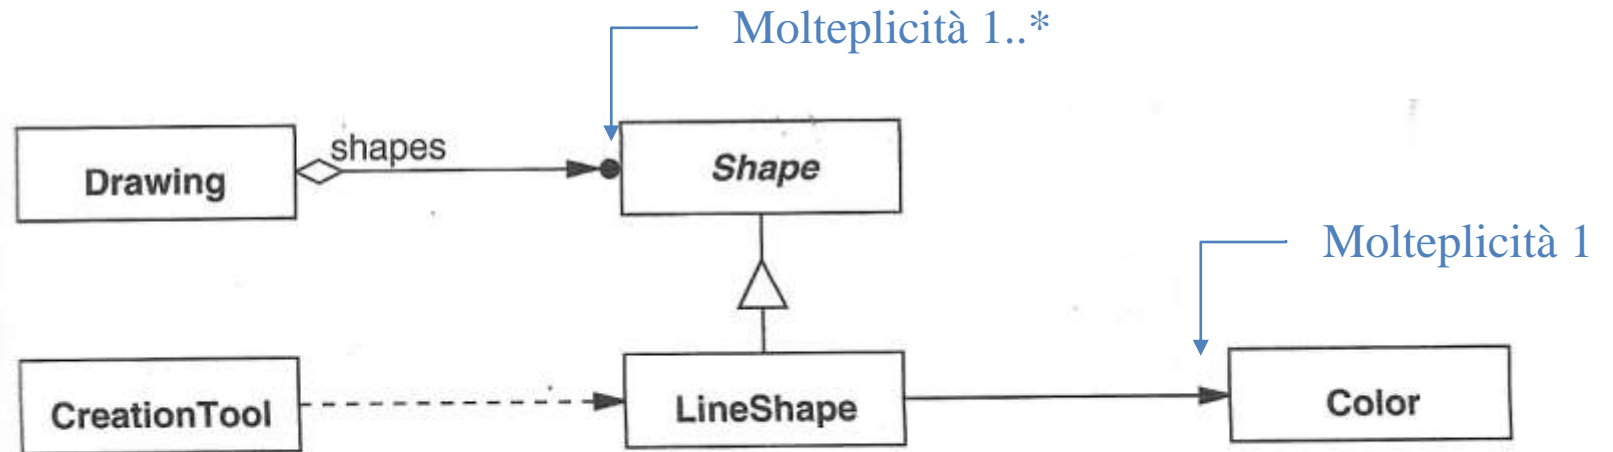 Molteplicità 1..*
shapes
Drawing
Shape
Molteplicità 1
CreationTool
LineShape
Color